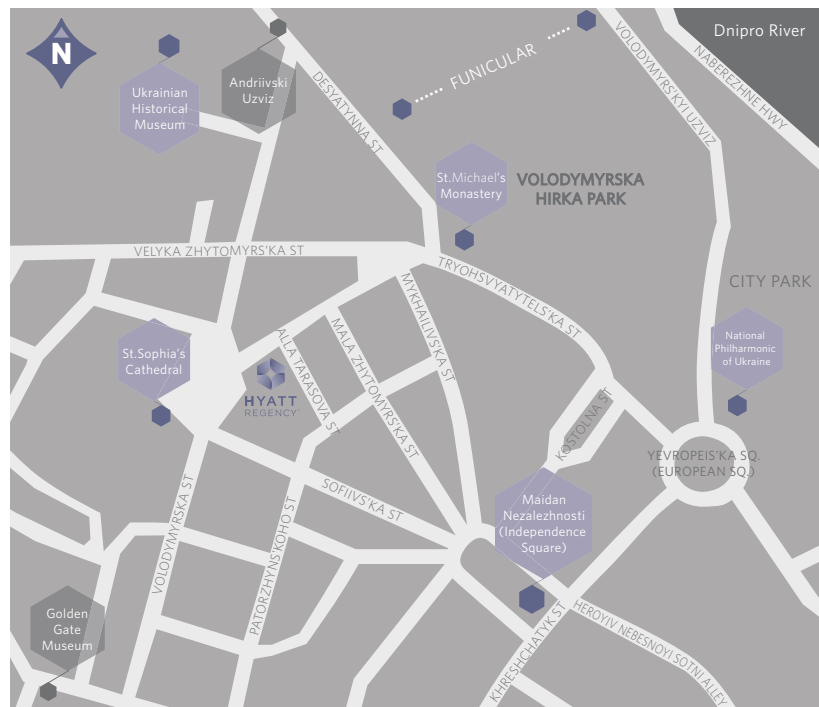 N
Dnipro River
Ukrainian
Historical
Museum
Andriivski
Uzviz
FUNICULAR
DESYATYNNA ST
VOLODYMYRS'KYI UZVIZ
NABEREZHNE HWY
St.Michael's
Monastery
VOLODYMYRSKA
HIRKA PARK
VELYKA ZHYTOMYRS'KA ST
TRYOHSVYATYTELS'KA ST
CITY PARK
MYKHAILIVS'KA ST
MALA ZHYTOMYRS'KA ST
ALLA TARASOVA ST
St.Sophia's
Cathedral
HYATT
REGENCY
National
Philharmonic
of Ukraine
KOSTOLNA ST
YEVROPEIS'KA SQ.
(EUROPEAN SQ.)
SOFIIVS'KA ST
VOLODYMYRSKA ST
PATORZHYNS'KOHO ST
Maidan
Nezalezhnosti
(Independence
Square)
Golden
Gate
Museum
KHRESHCHATYK ST
HEROYIV NEBESNOYI SOTNI ALLEY